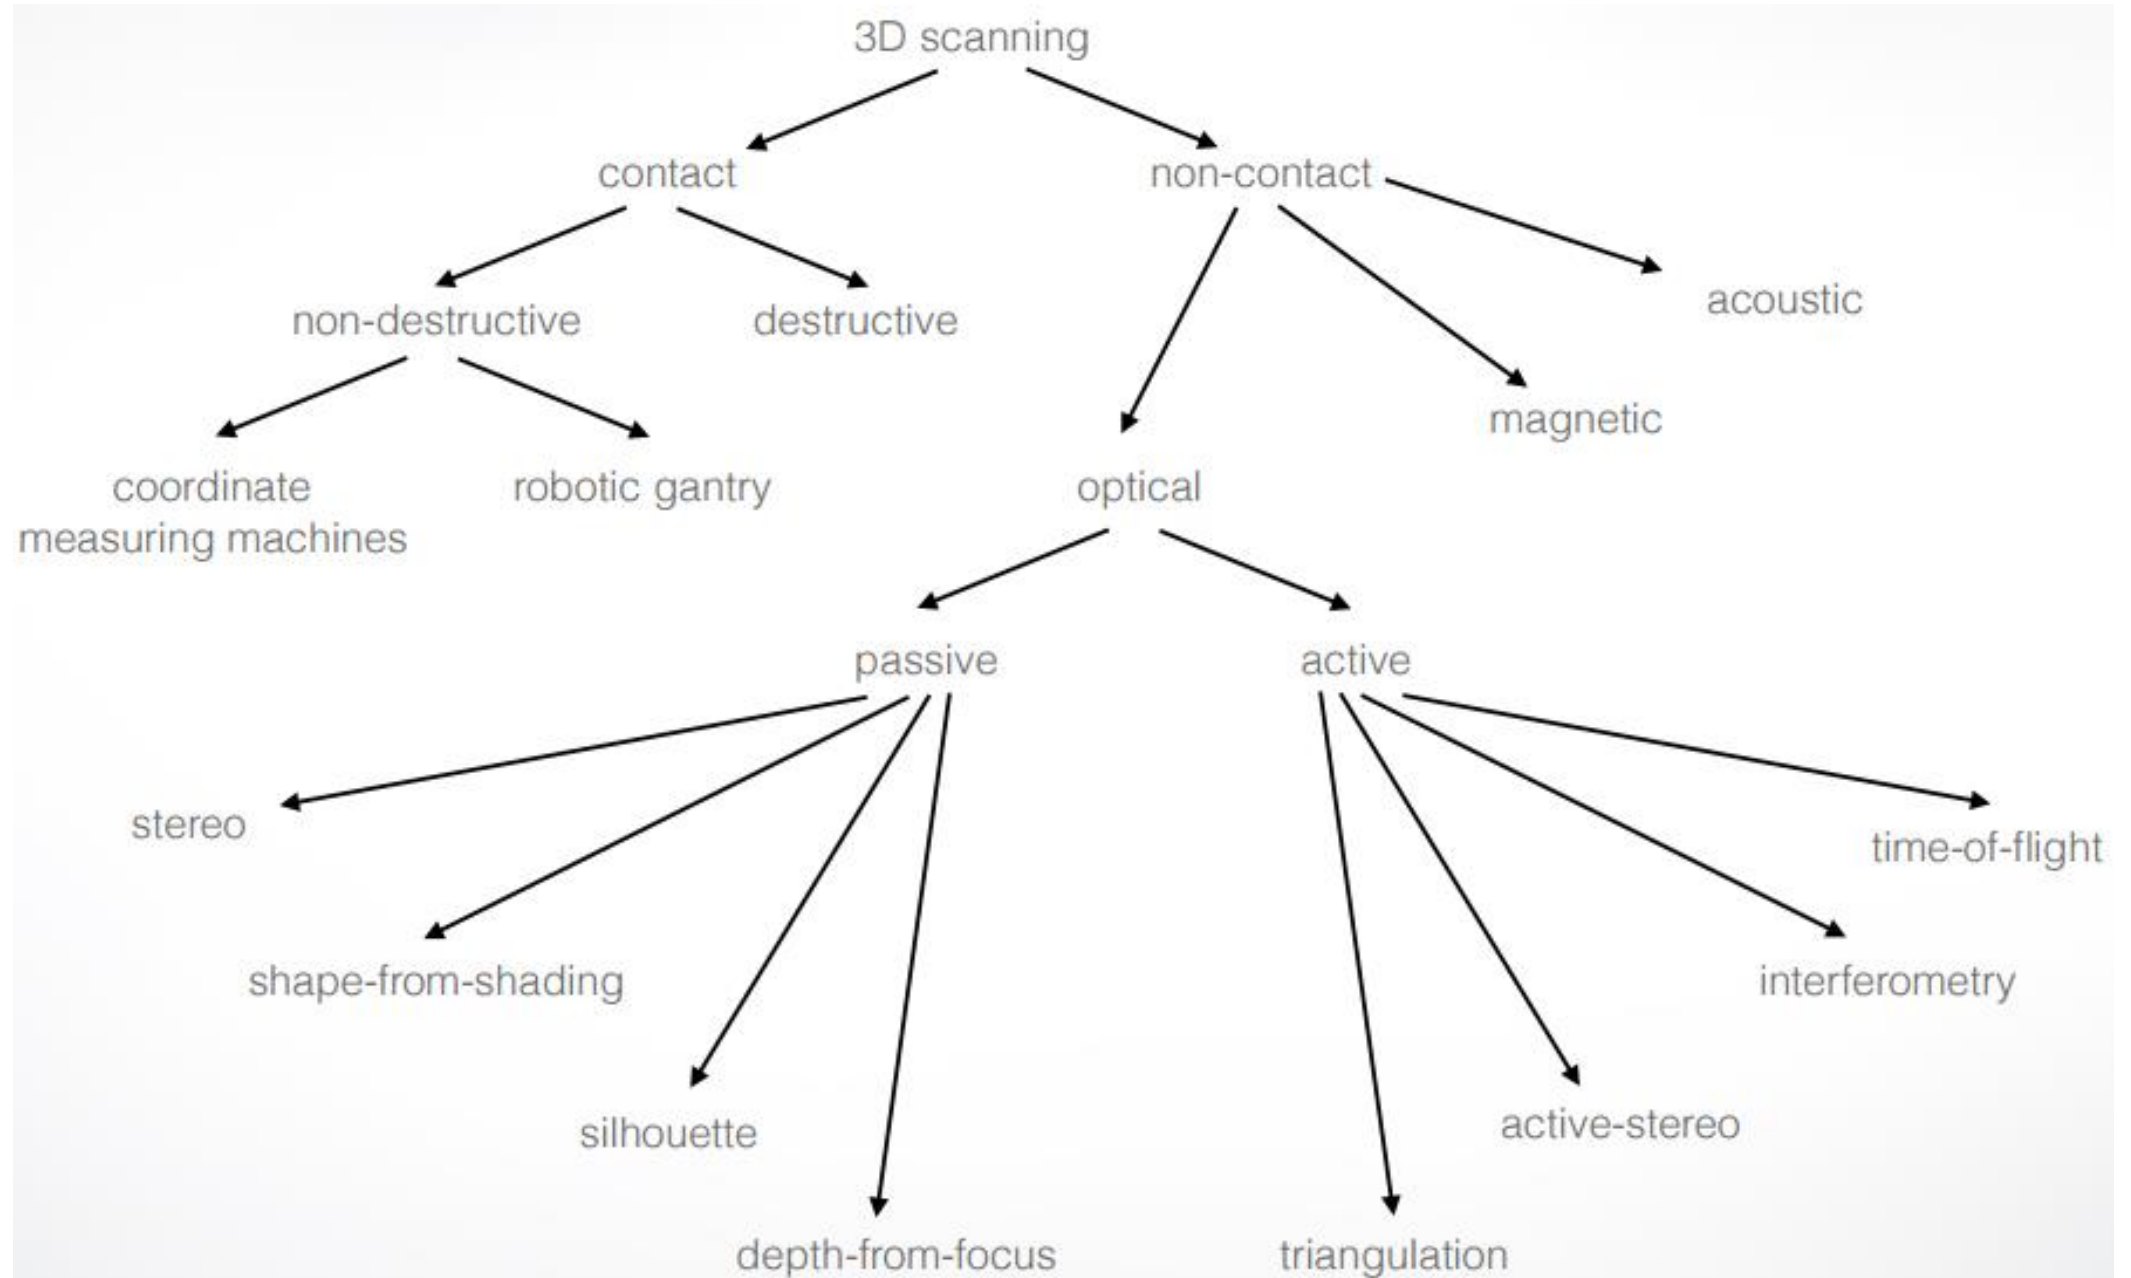 3D scanning
contact
non-contact
acoustic
non-destructive
destructive
magnetic
coordinate
measuring machines
robotic gantry
optical
passive
active
stereo
time-of-flight
shape-from-shading
interferometry
silhouette
active-stereo
depth-from-focus
triangulation